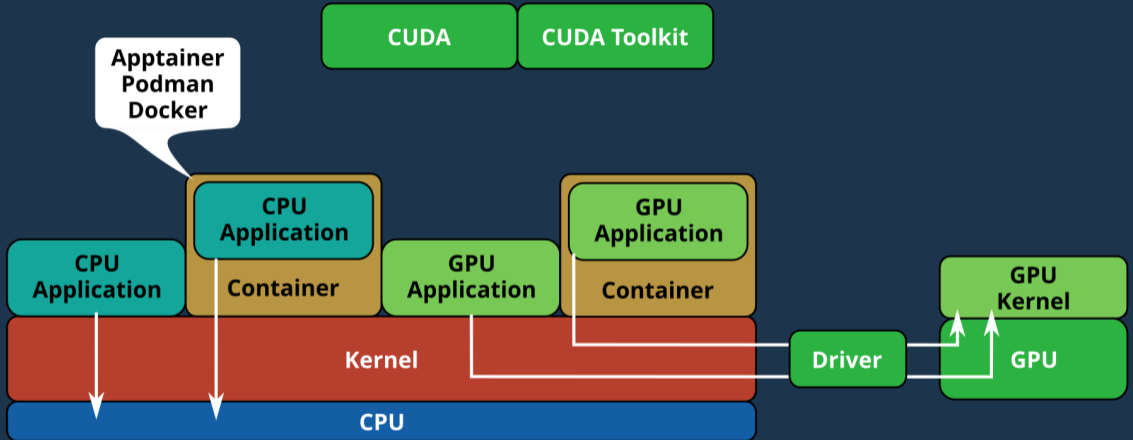 CUDA
CUDA Toolkit
Apptainer
Podman
Docker
CPU
Application
CPU
Application
Container
GPU
Application
GPU
Application
Container
Kernel
CPU
Driver
GPU
Kernel
GPU